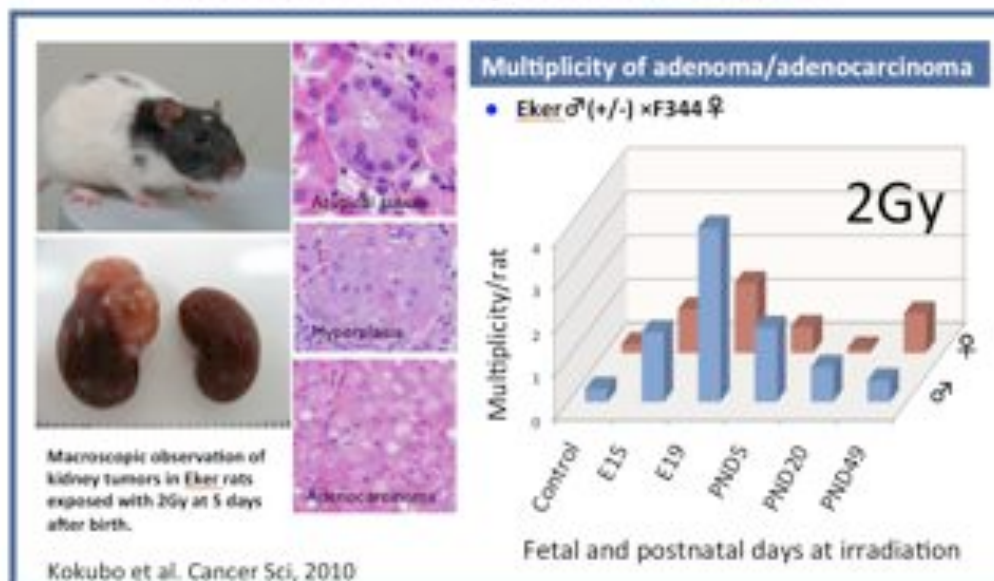 Multiplicity of adenoma/adenocarcinoma
• Eker♂(+/-) ×F344♀
2Gy
Multiplicity/rat
4
3
2
1
0
Control
E15
E19
PND5
PND20
PND49
♀
♂
Fetal and postnatal days at irradiation
Atypical
Hyperplasia
Adenocarcinoma
Macroscopic observation of
kidney tumors in Eker rats
exposed with 2Gy at 5 days
after birth.
Kokubo et al. Cancer Sci, 2010